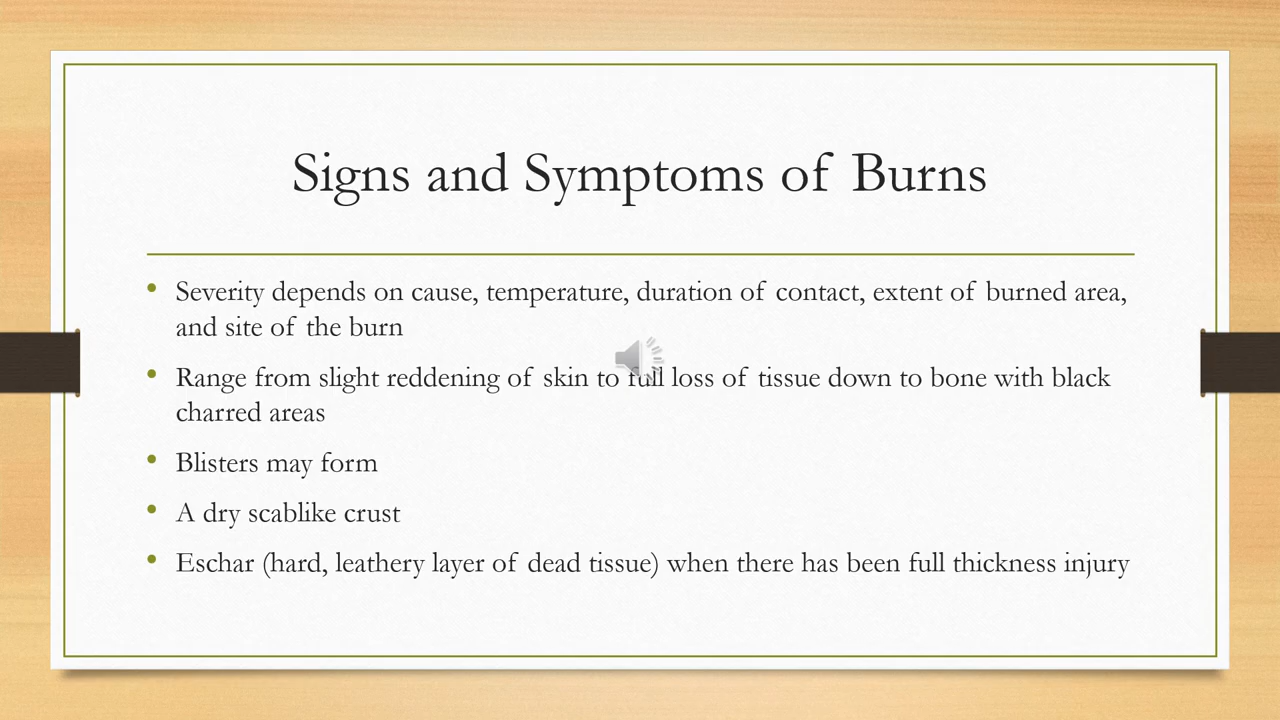 Signs and Symptoms of Burns
• Severity depends on cause, temperature, duration of contact, extent of burned area,
and site of the burn
• Range from slight reddening of skin to full loss of tissue down to bone with black
charred areas
• Blisters may form
• A dry scablike crust
• Eschar (hard, leathery layer of dead tissue) when there has been full thickness injury